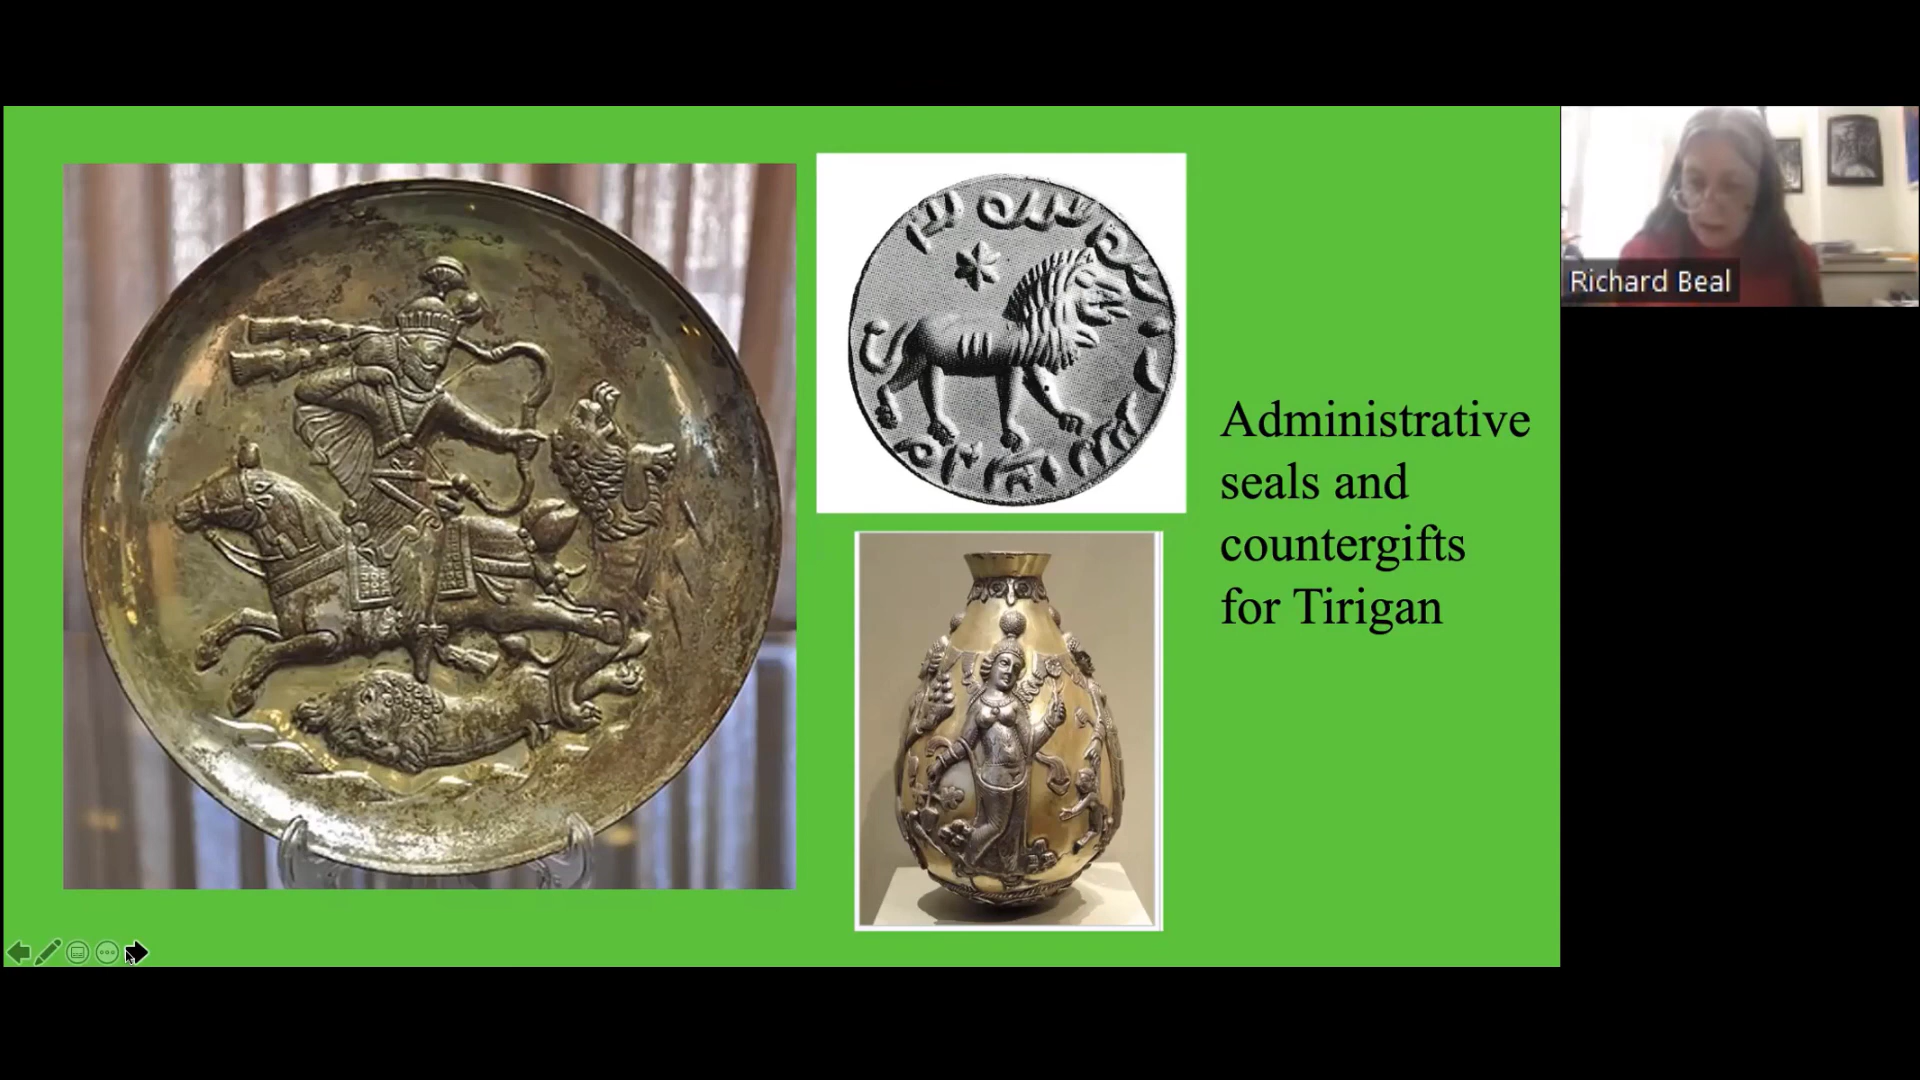 Administrative
seals and
countergifts
for Tirigan
Richard Beal